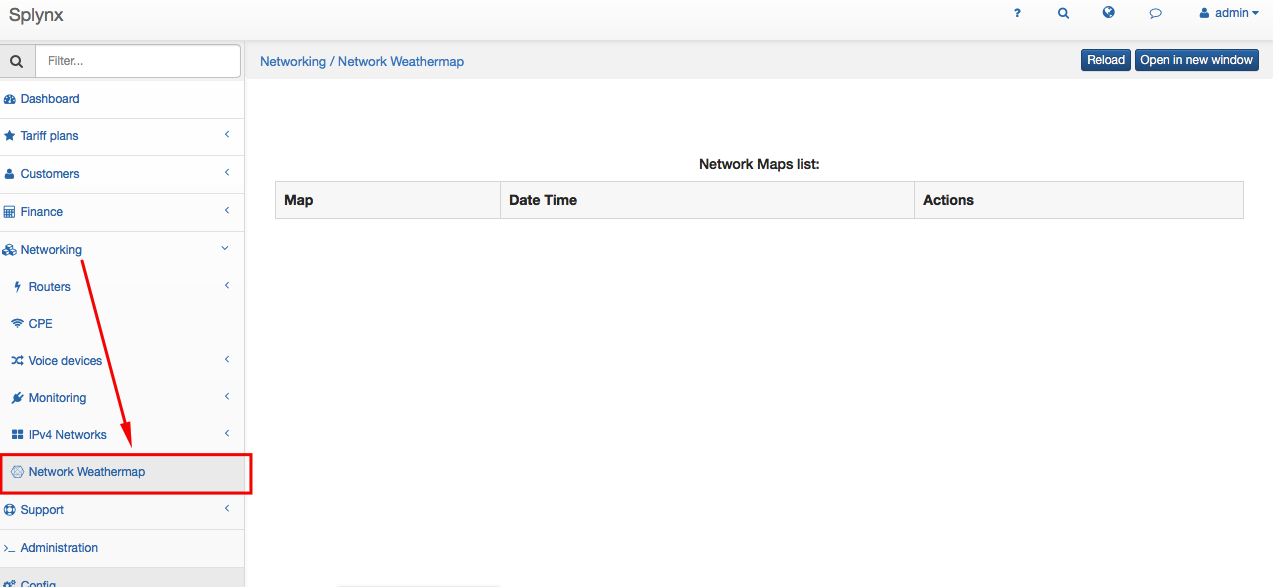 Splynx
? admin
Filter...
Networking / Network Weathermap
Reload Open in new window
Dashboard
Tariff plans
Customers
Finance
Networking
Routers
CPE
Voice devices
Monitoring
IPv4 Networks
Network Weathermap
Support
Administration
Config
Network Maps list:
Map Date Time Actions